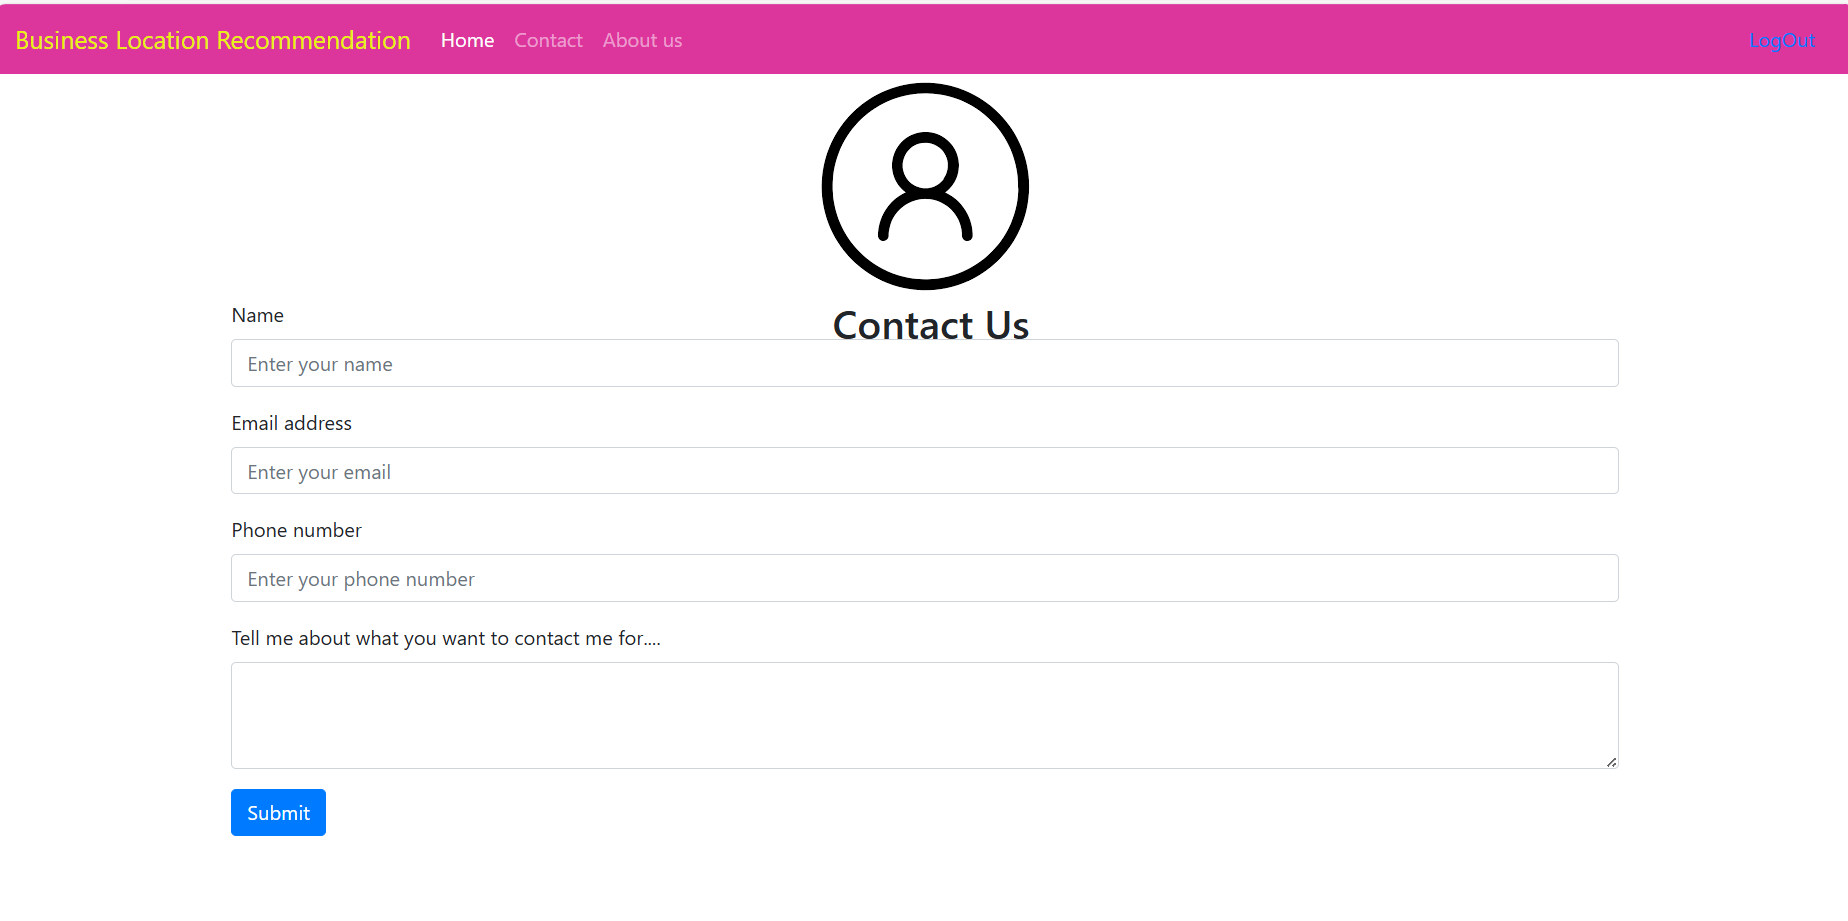 Business Location Recommendation Home Contact About us LogOut
Contact Us
Name
Enter your name
Email address
Enter your email
Phone number
Enter your phone number
Tell me about what you want to contact me for....
Submit